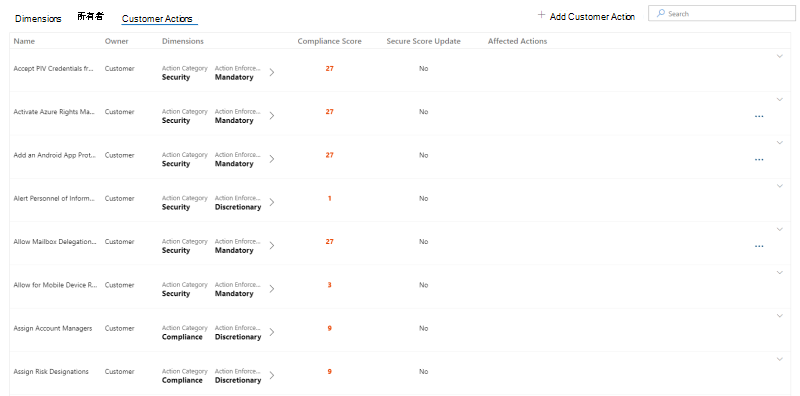 Dimensions 所有者 Customer Actions + Add Customer Action Search
Name Owner Dimensions Compliance Score Secure Score Update Affected Actions
Accept PIV Credentials fr... Customer Action Category Action Enforce... 27 No
Security Mandatory
Activate Azure Rights Ma... Customer Action Category Action Enforce... 27 No
Security Mandatory ...
Add an Android App Prot... Customer Action Category Action Enforce... 27 No
Security Mandatory ...
Alert Personnel of Inform... Customer Action Category Action Enforce... 1 No
Security Discretionary
Allow Mailbox Delegation... Customer Action Category Action Enforce... 27 No
Security Mandatory ...
Allow for Mobile Device R... Customer Action Category Action Enforce... 3 No
Security Mandatory
Assign Account Managers Customer Action Category Action Enforce... 9 No
Compliance Discretionary
Assign Risk Designations Customer Action Category Action Enforce... 9 No
Compliance Discretionary